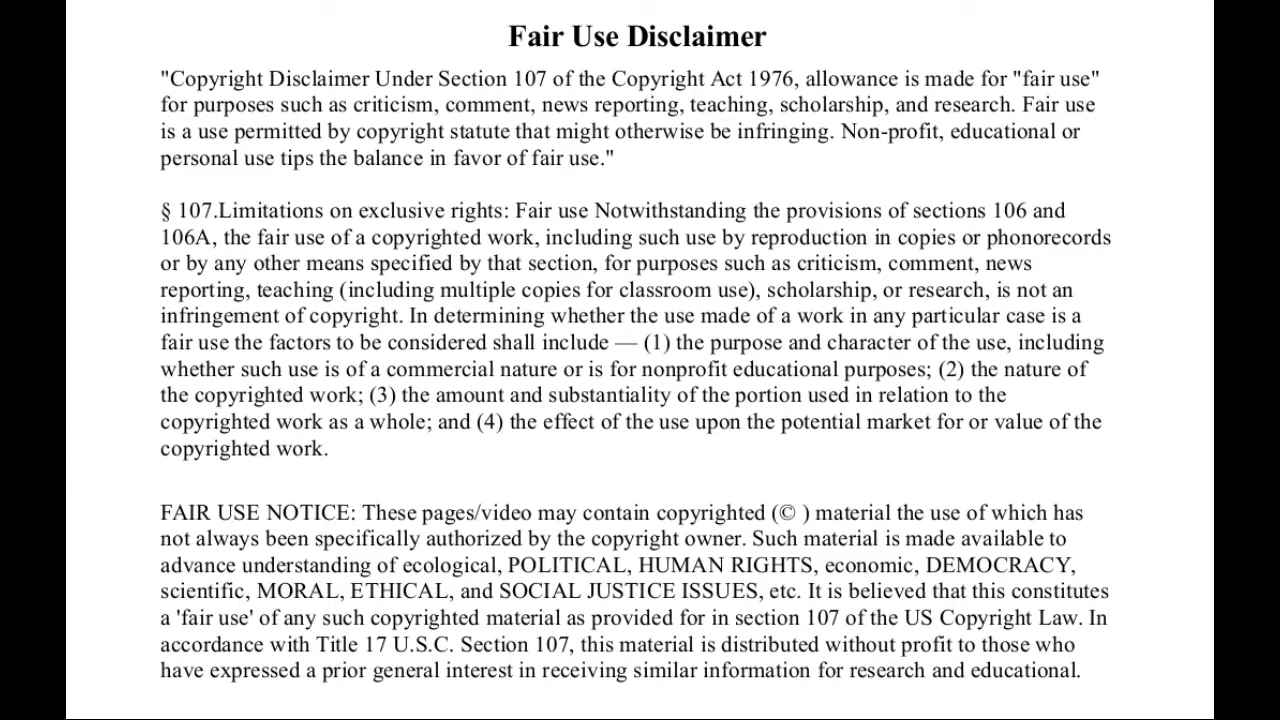 Fair Use Disclaimer
"Copyright Disclaimer Under Section 107 of the Copyright Act 1976, allowance is made for "fair use"
for purposes such as criticism, comment, news reporting, teaching, scholarship, and research. Fair use
is a use permitted by copyright statute that might otherwise be infringing. Non-profit, educational or
personal use tips the balance in favor of fair use."
§ 107.Limitations on exclusive rights: Fair use Notwithstanding the provisions of sections 106 and
106A, the fair use of a copyrighted work, including such use by reproduction in copies or phonorecords
or by any other means specified by that section, for purposes such as criticism, comment, news
reporting, teaching (including multiple copies for classroom use), scholarship, or research, is not an
infringement of copyright. In determining whether the use made of a work in any particular case is a
fair use the factors to be considered shall include — (1) the purpose and character of the use, including
whether such use is of a commercial nature or is for nonprofit educational purposes; (2) the nature of
the copyrighted work; (3) the amount and substantiality of the portion used in relation to the
copyrighted work as a whole; and (4) the effect of the use upon the potential market for or value of the
copyrighted work.
FAIR USE NOTICE: These pages/video may contain copyrighted (© ) material the use of which has
not always been specifically authorized by the copyright owner. Such material is made available to
advance understanding of ecological, POLITICAL, HUMAN RIGHTS, economic, DEMOCRACY,
scientific, MORAL, ETHICAL, and SOCIAL JUSTICE ISSUES, etc. It is believed that this constitutes
a 'fair use' of any such copyrighted material as provided for in section 107 of the US Copyright Law. In
accordance with Title 17 U.S.C. Section 107, this material is distributed without profit to those who
have expressed a prior general interest in receiving similar information for research and educational.